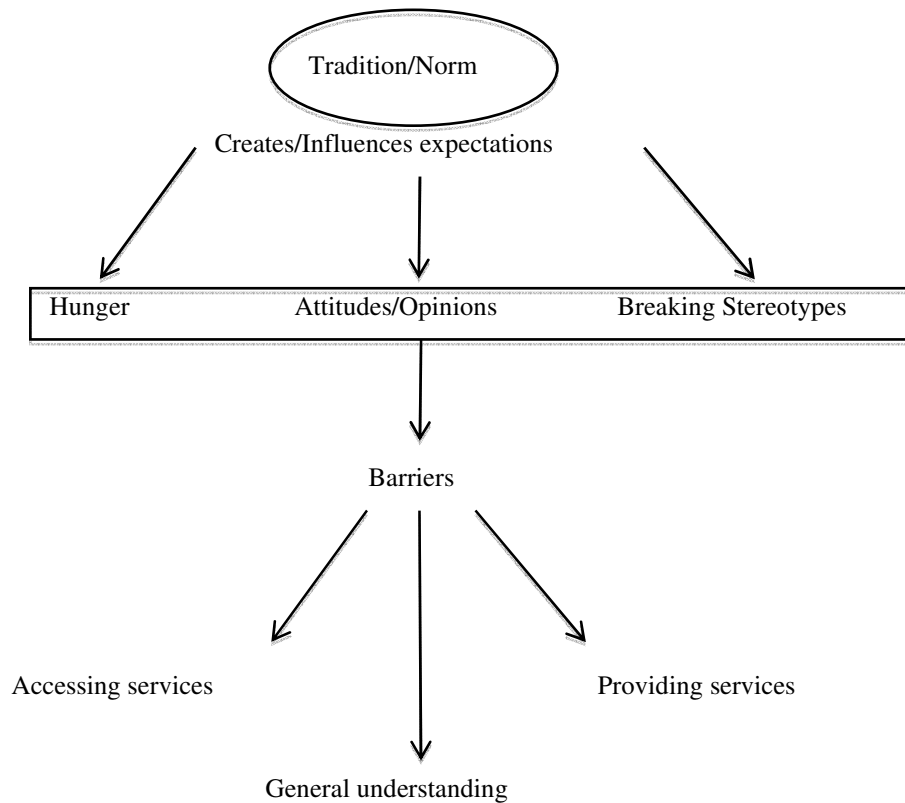 Tradition/Norm
Creates/Influences expectations
Hunger Attitudes/Opinions Breaking Stereotypes
Barriers
Accessing services Providing services
General understanding